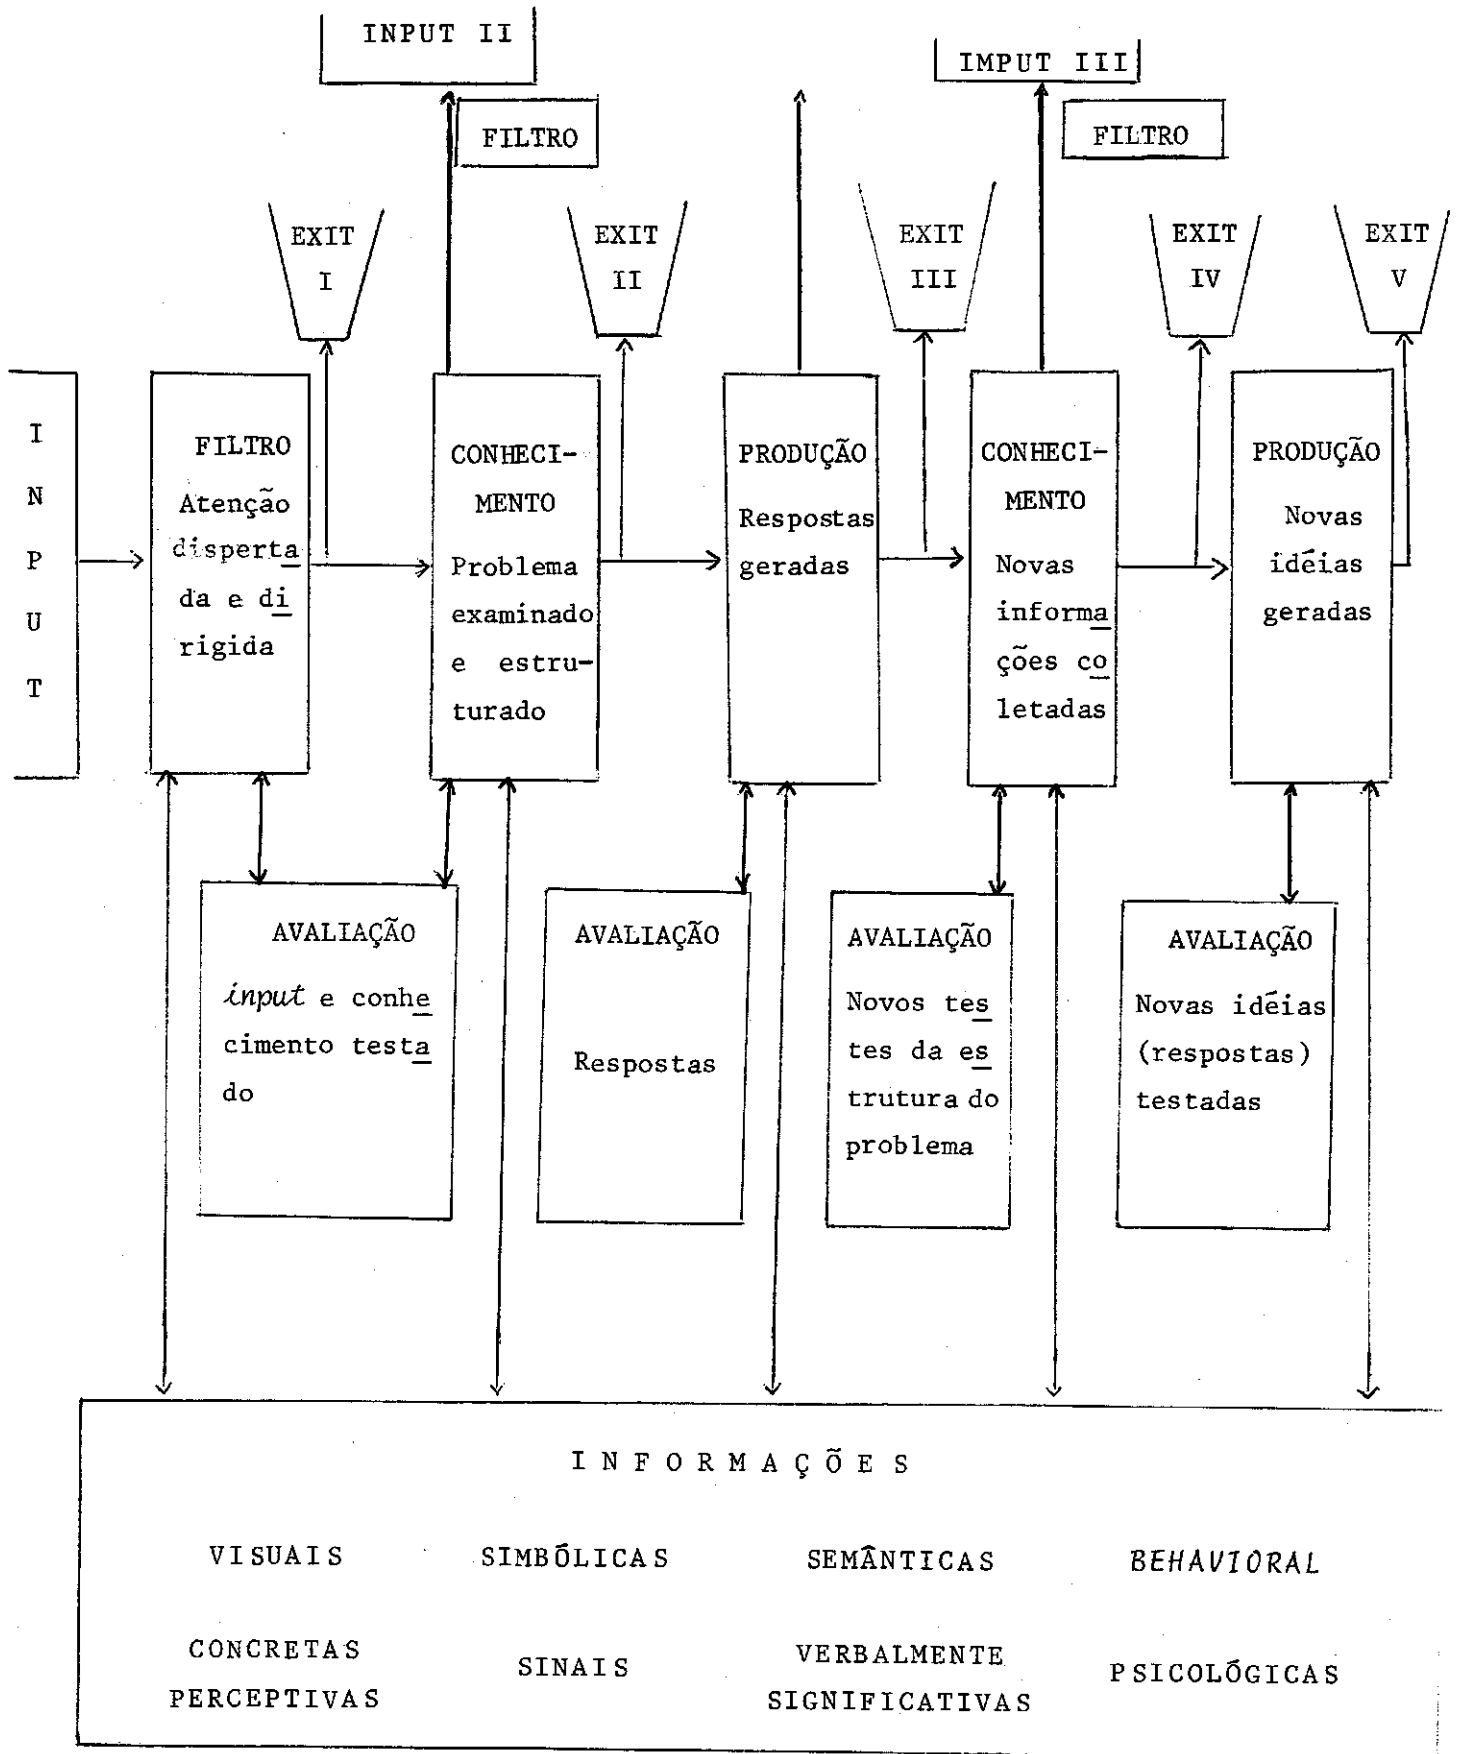 INPUT II
IMPUT III
FILTRO
FILTRO
EXIT
I
EXIT
II
EXIT
III
EXIT
IV
EXIT
V
I
N
P
U
T
FILTRO
Atenção
disperta
da e di
rigida
CONHECI-
MENTO
Problema
examinado
e estru-
turado
PRODUÇÃO
Respostas
geradas
CONHECI-
MENTO
Novas
informa
ções co
letadas
PRODUÇÃO
Novas
idéias
geradas
AVALIAÇÃO
input e conhe
cimento testa
do
AVALIAÇÃO
Respostas
AVALIAÇÃO
Novos tes
tes da es
trutura do
problema
AVALIAÇÃO
Novas idéias
(respostas)
testadas
INFORMAÇÕES
VISUAIS
SIMBÓLICAS
SEMÂNTICAS
BEHAVIORAL
CONCRETAS
PERCEPTIVAS
SINAIS
VERBALMENTE
SIGNIFICATIVAS
PSICOLÓGICAS